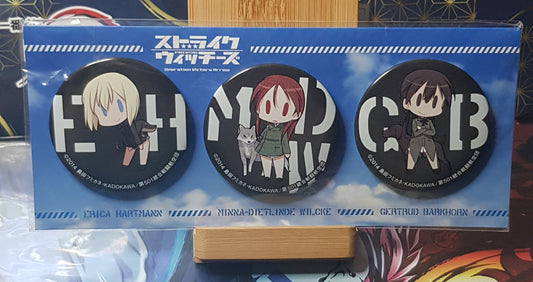 ストライク
ウィッチーズ
Operation Victory Arrow
EH
MD
W
GB
©2014 島田フミカネ・KADOKAWA/第501統合戦闘航空団
©2014 島田フミカネ・KADOKAWA/第501統合戦闘航空団
©2014 島田フミカネ・KADOKAWA/第501統合戦闘航空団
ERICA HARTMANN
MINNA-DIETLINDE WILCKE
GERTRUD BARKHORN